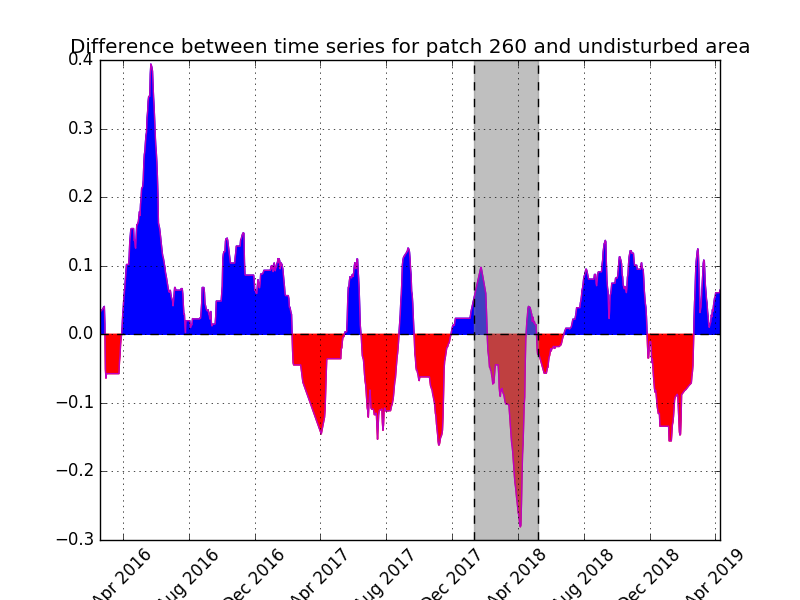 Difference between time series for patch 260 and undisturbed area
0.4
0.3
0.2
0.1
0.0
−0.1
−0.2
−0.3
Apr 2016
Aug 2016
Dec 2016
Apr 2017
Aug 2017
Dec 2017
Apr 2018
Aug 2018
Dec 2018
Apr 2019